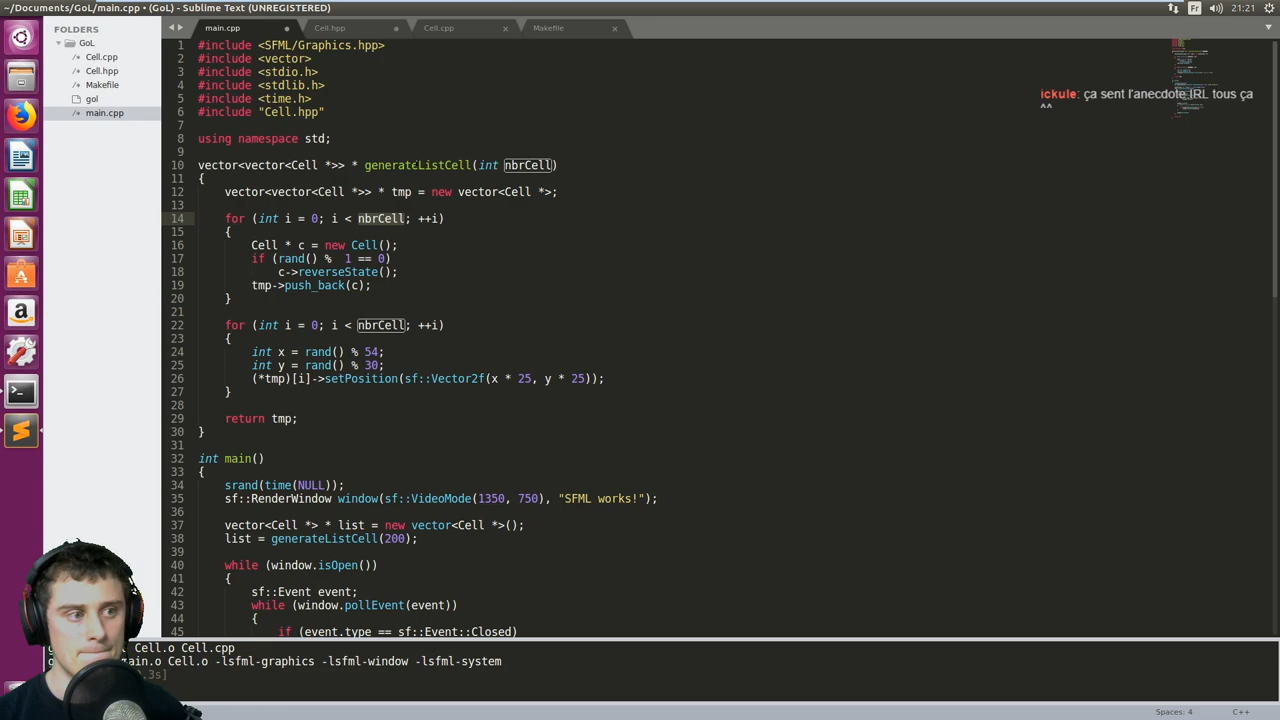 ~/Documents/GoL/main.cpp • (GoL) - Sublime Text (UNREGISTERED)
Fr
21:21
FOLDERS
GoL
Cell.cpp
Cell.hpp
Makefile
gol
main.cpp
main.cpp
Cell.hpp
Cell.cpp
Makefile
1 #include <SFML/Graphics.hpp>
2 #include <vector>
3 #include <stdio.h>
4 #include <stdlib.h>
5 #include <time.h>
6 #include "Cell.hpp"
7
8 using namespace std;
9
10 vector<vector<Cell *>> * generateListCell(int nbrCell)
11 {
12 vector<vector<Cell *>> * tmp = new vector<Cell *>;
13
14 for (int i = 0; i < nbrCell; ++i)
15 {
16 Cell * c = new Cell();
17 if (rand() %  1 == 0)
18 c->reverseState();
19 tmp->push_back(c);
20 }
21
22 for (int i = 0; i < nbrCell; ++i)
23 {
24 int x = rand() % 54;
25 int y = rand() % 30;
26 (*tmp)[i]->setPosition(sf::Vector2f(x * 25, y * 25));
27 }
28
29 return tmp;
30 }
31
32 int main()
33 {
34 srand(time(NULL));
35 sf::RenderWindow window(sf::VideoMode(1350, 750), "SFML works!");
36
37 vector<Cell *> * list = new vector<Cell *>();
38 list = generateListCell(200);
39
40 while (window.isOpen())
41 {
42 sf::Event event;
43 while (window.pollEvent(event))
44 {
45 if (event.type == sf::Event::Closed)
ickule: ça sent l'anecdote IRL tous ça
^^
Cell.o Cell.cpp
main.o Cell.o -lsfml-graphics -lsfml-window -lsfml-system
.3s]
Spaces: 4
C++